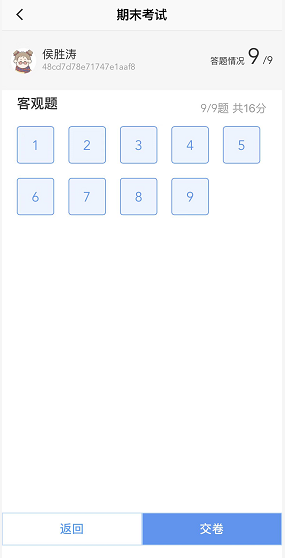 期末考试
侯胜涛
48cd7d78e71747e1aaf8
答题情况 9/9
客观题
9/9题 共16分
1 2 3 4 5
6 7 8 9
返回 交卷